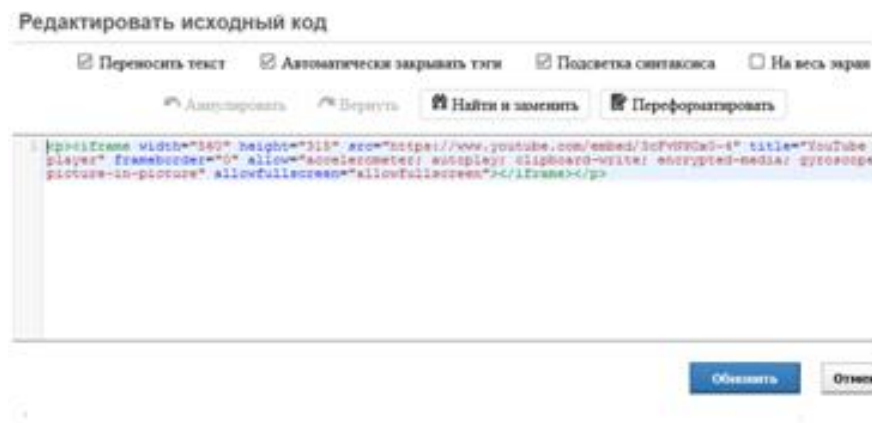 Редактировать исходный код
Переносить текст Автоматически закрывать тэги Подсветка синтаксиса На весь экран
Аннулировать Вернуть Найти и заменить Переформатировать
1 <p><iframe width="560" height="315" src="https://www.youtube.com/embed/ title="YouTube
player" frameborder="0" allow="accelerometer; autoplay; clipboard-write; encrypted-media; gyroscope
picture-in-picture" allowfullscreen="allowfullscreen"></iframe></p>
Обновить Отмен